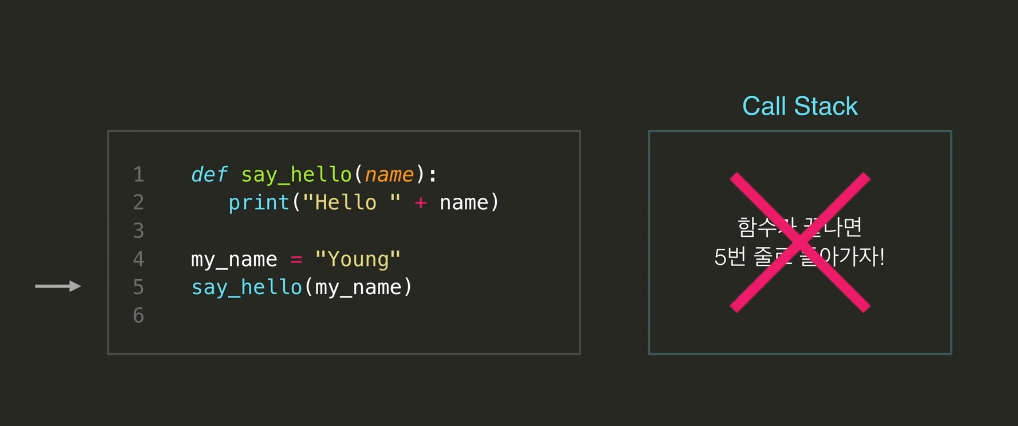 Call Stack
1 def say_hello(name):
2 print("Hello " + name)
3
4 my_name = "Young"
5 say_hello(my_name)
6
함수가 끝나면
5번 줄로 돌아가자!